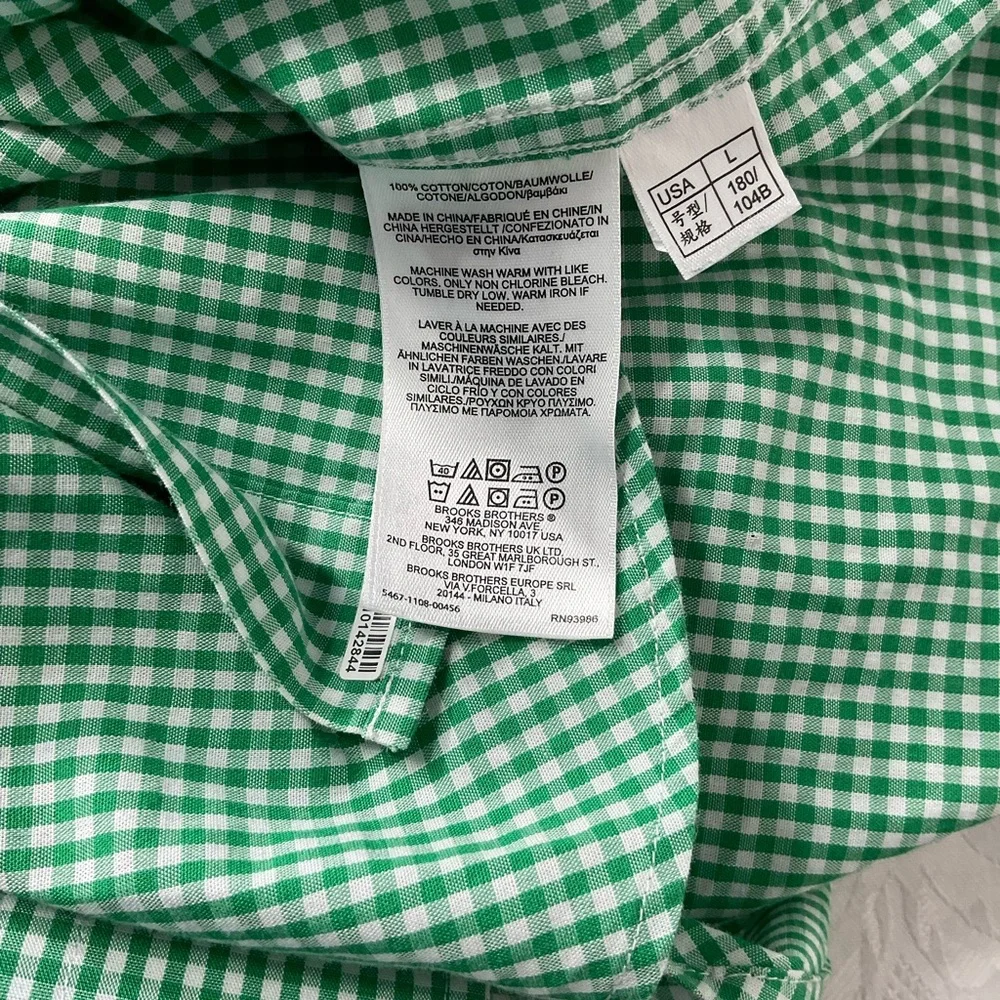 100% COTTON/COTON/BAUMWOLLE/
COTONE/ALGODON/βαμβάκι
MADE IN CHINA/FABRIQUÉ EN CHINE/IN
CHINA HERGESTELLT /CONFEZIONATO IN
CINA/HECHO EN CHINA/Κατασκευάζεται
στην Κίνα
MACHINE WASH WARM WITH LIKE
COLORS. ONLY NON CHLORINE BLEACH.
TUMBLE DRY LOW. WARM IRON IF
NEEDED.
LAVER À LA MACHINE AVEC DES
COULEURS SIMILAIRES./
MASCHINENWÄSCHE KALT. MIT
ÄHNLICHEN FARBEN WASCHEN./LAVARE
IN LAVATRICE FREDDO CON COLORI
SIMILI/MÁQUINA DE LAVADO EN
CICLO FRÍO Y CON COLORES
SIMILARES./ΡΟΥΧΩΝ ΚΡΥΟ ΠΛΥΣΙΜΟ.
ΠΛΥΣΙΜΟ ΜΕ ΠΑΡΟΜΟΙΑ ΧΡΩΜΑΤΑ.
40 P
P
BROOKS BROTHERS ®
346 MADISON AVE.
NEW YORK, NY 10017 USA
BROOKS BROTHERS UK LTD.
2ND FLOOR, 35 GREAT MARLBOROUGH ST.,
LONDON W1F 7JF
BROOKS BROTHERS EUROPE SRL
VIA V.FORCELLA, 3
20144 - MILANO ITALY
5467-1108-00456
RN93986
USA L
号型/ 180/
规格 104B
0142844